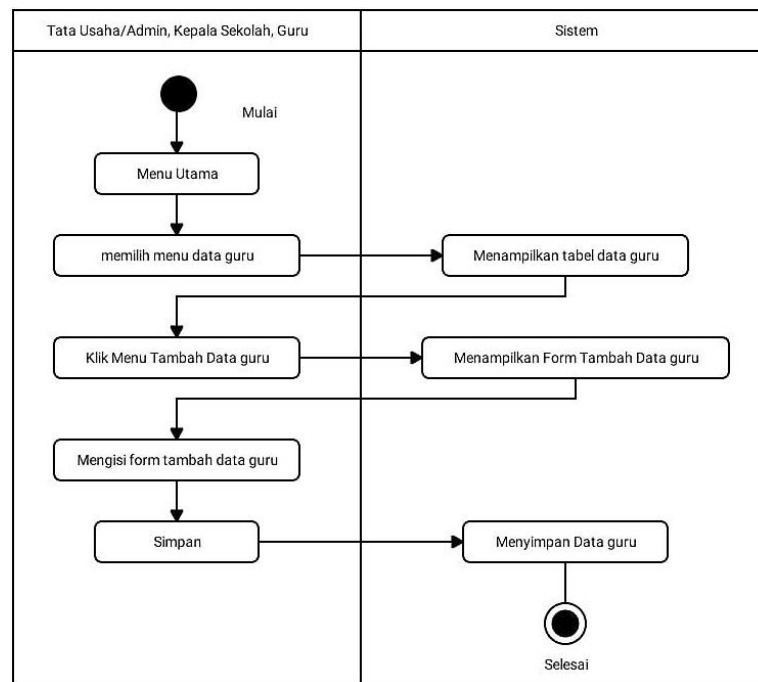 Tata Usaha/Admin, Kepala Sekolah, Guru
Sistem
Mulai
Menu Utama
memilih menu data guru
Menampilkan tabel data guru
Klik Menu Tambah Data guru
Menampilkan Form Tambah Data guru
Mengisi form tambah data guru
Simpan
Menyimpan Data guru
Selesai